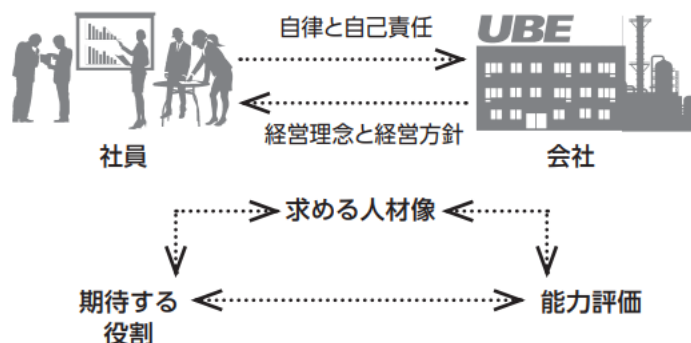 自律と自己責任
UBE
経営理念と経営方針
社員
会社
求める人材像
期待する
役割
能力評価